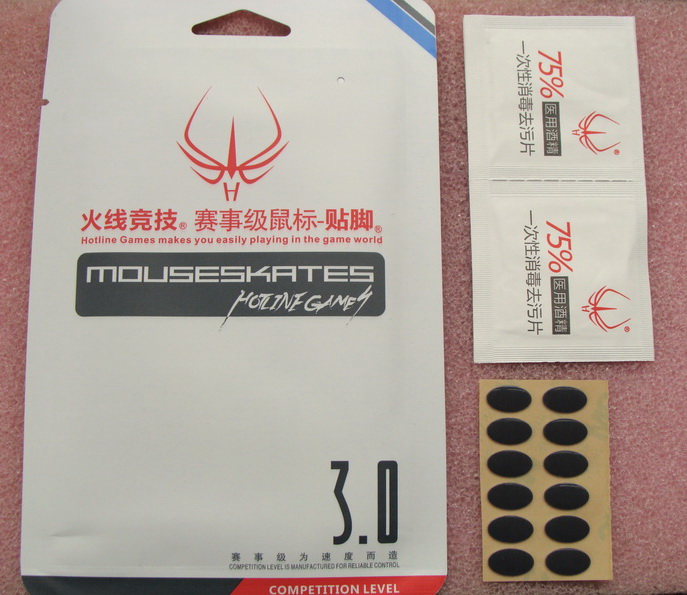 火线竞技® 赛事级鼠标-贴脚®
Hotline Games makes you easily playing in the game world
MOUSESKATES
HOTLINE GAMES
3.0
赛事级为速度而造
COMPETITION LEVEL IS MANUFACTURED FOR RELIABLE CONTROL
COMPETITION LEVEL
75% 医用酒精
一次性消毒去污片
®
75% 医用酒精
一次性消毒去污片
®